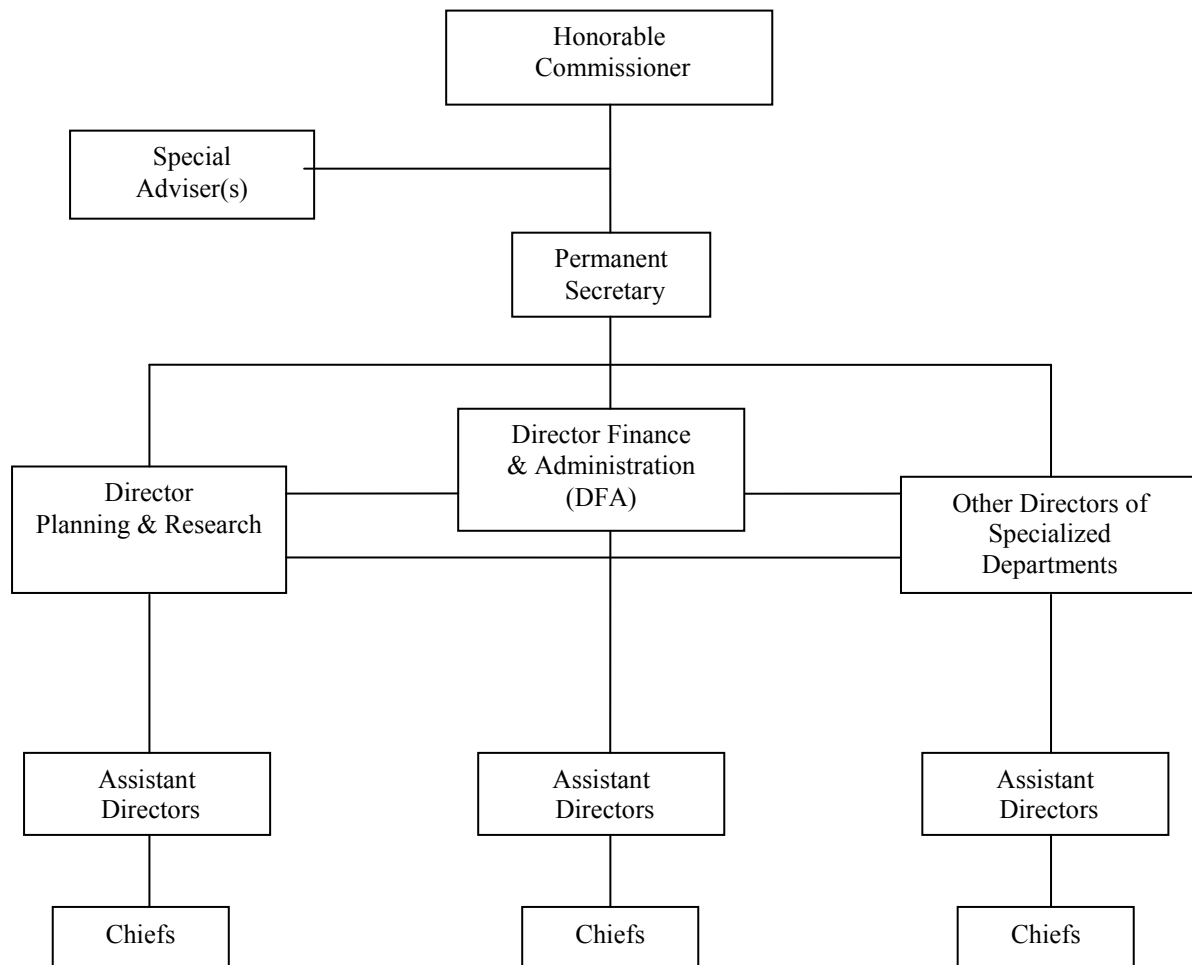 Honorable
Commissioner
Special
Adviser(s)
Permanent
Secretary
Director Finance
& Administration
(DFA)
Director
Planning & Research
Other Directors of
Specialized
Departments
Assistant
Directors
Assistant
Directors
Assistant
Directors
Chiefs
Chiefs
Chiefs